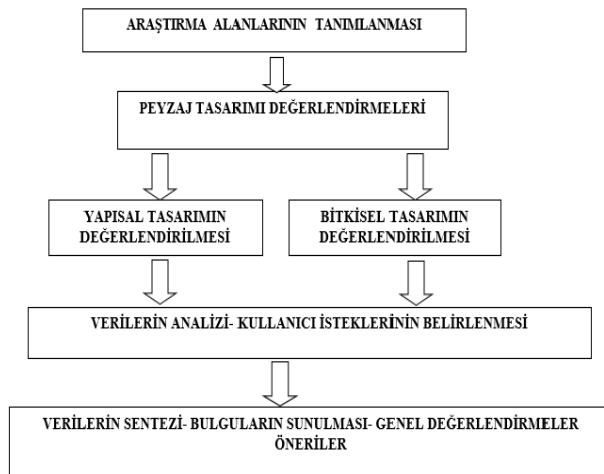 ARAŞTIRMA ALANLARININ TANIMLANMASI
PEYZAJ TASARIMI DEĞERLENDİRMELERİ
YAPISAL TASARIMIN
DEĞERLENDİRİLMESİ
BİTKİSEL TASARIMIN
DEĞERLENDİRİLMESİ
VERİLERİN ANALİZİ- KULLANICI İSTEKLERİNİN BELİRLENMESİ
VERİLERİN SENTEZİ- BULGULARIN SUNULMASI- GENEL DEĞERLENDİRMELER
ÖNERİLER